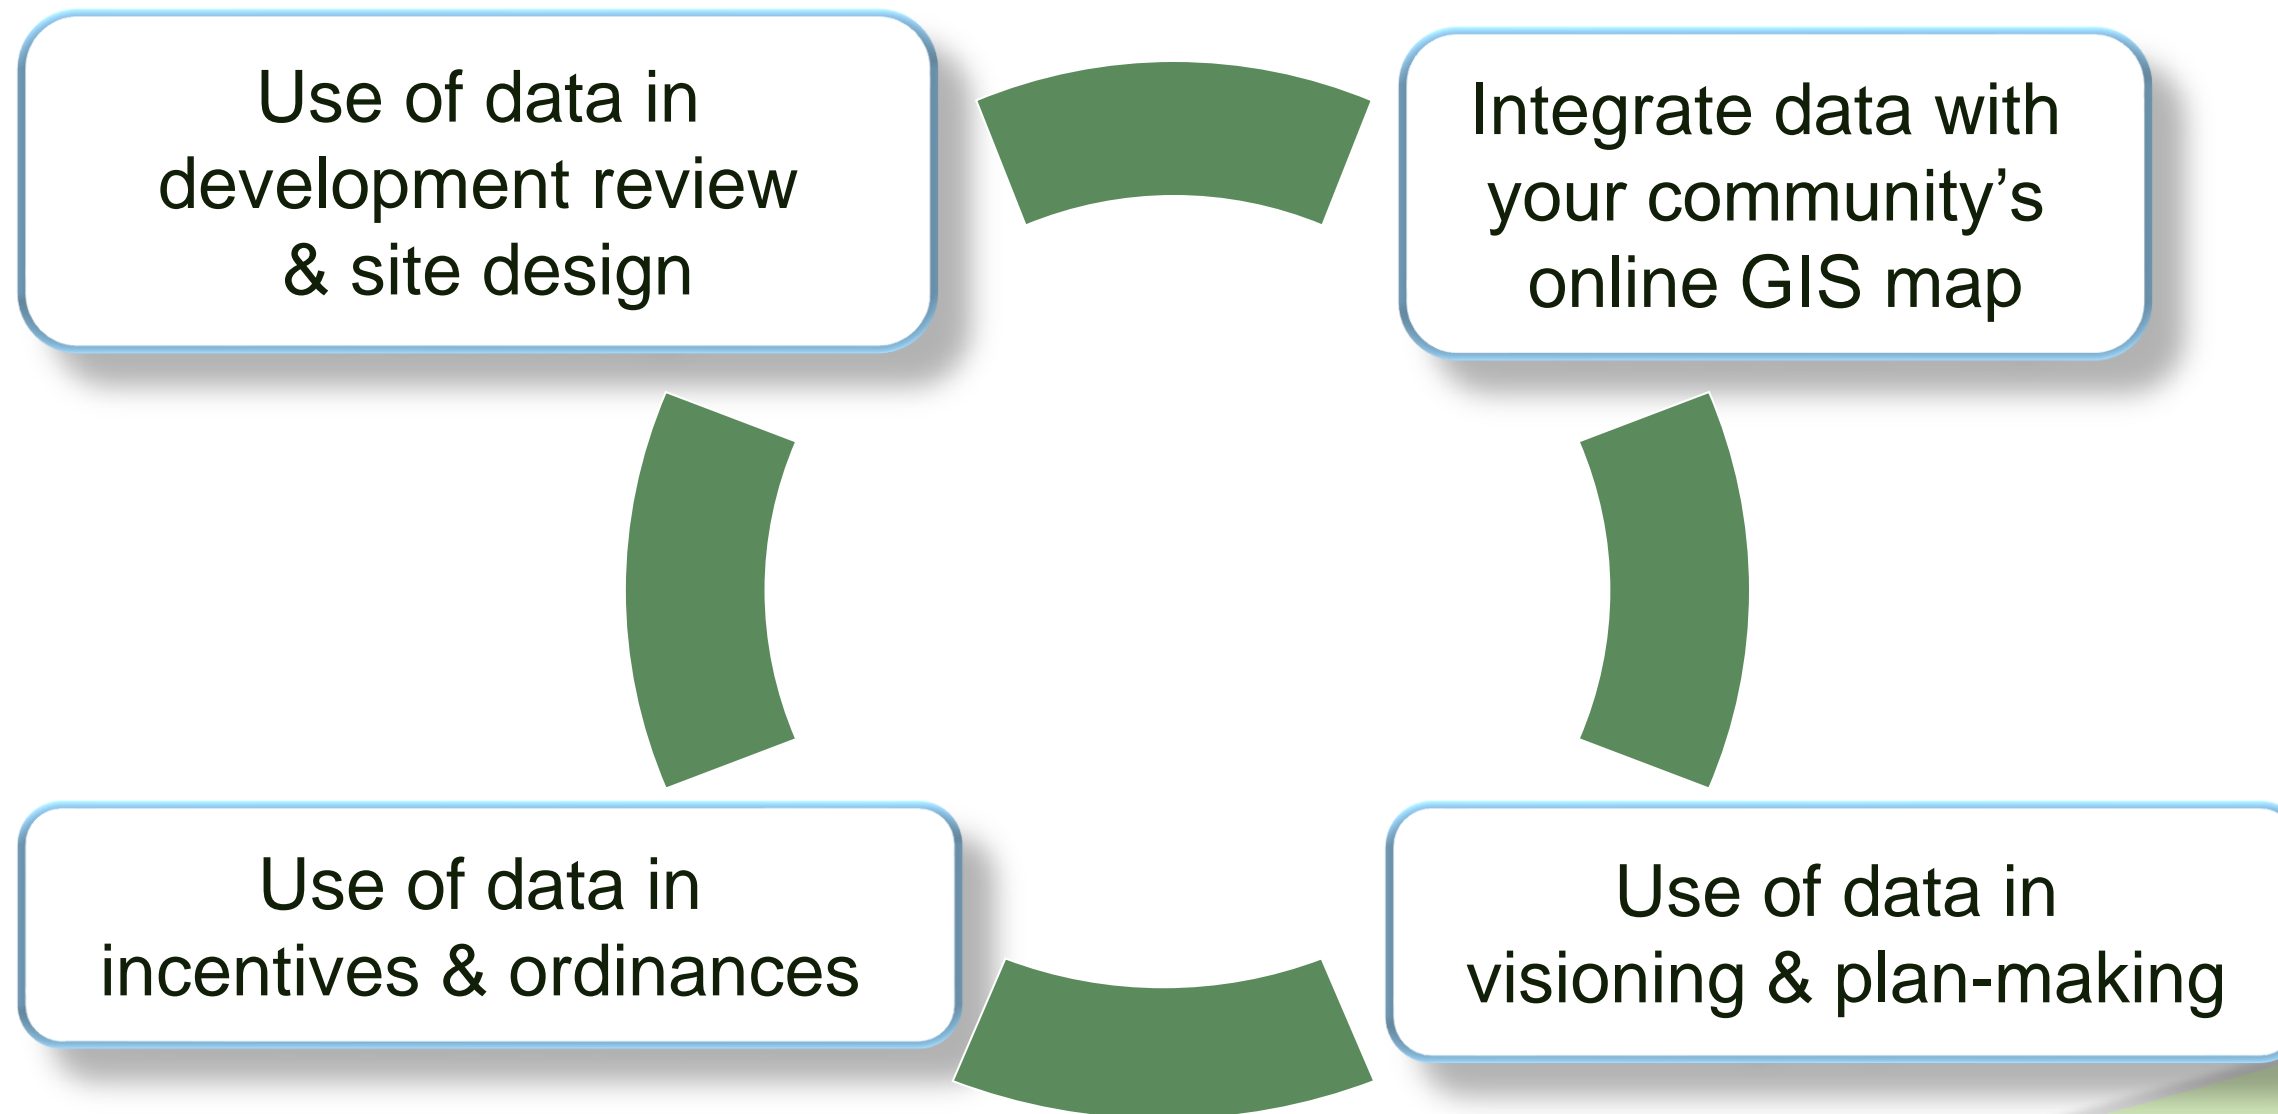 Use of data in
development review
& site design
Integrate data with
your community’s
online GIS map
Use of data in
incentives & ordinances
Use of data in
visioning & plan-making